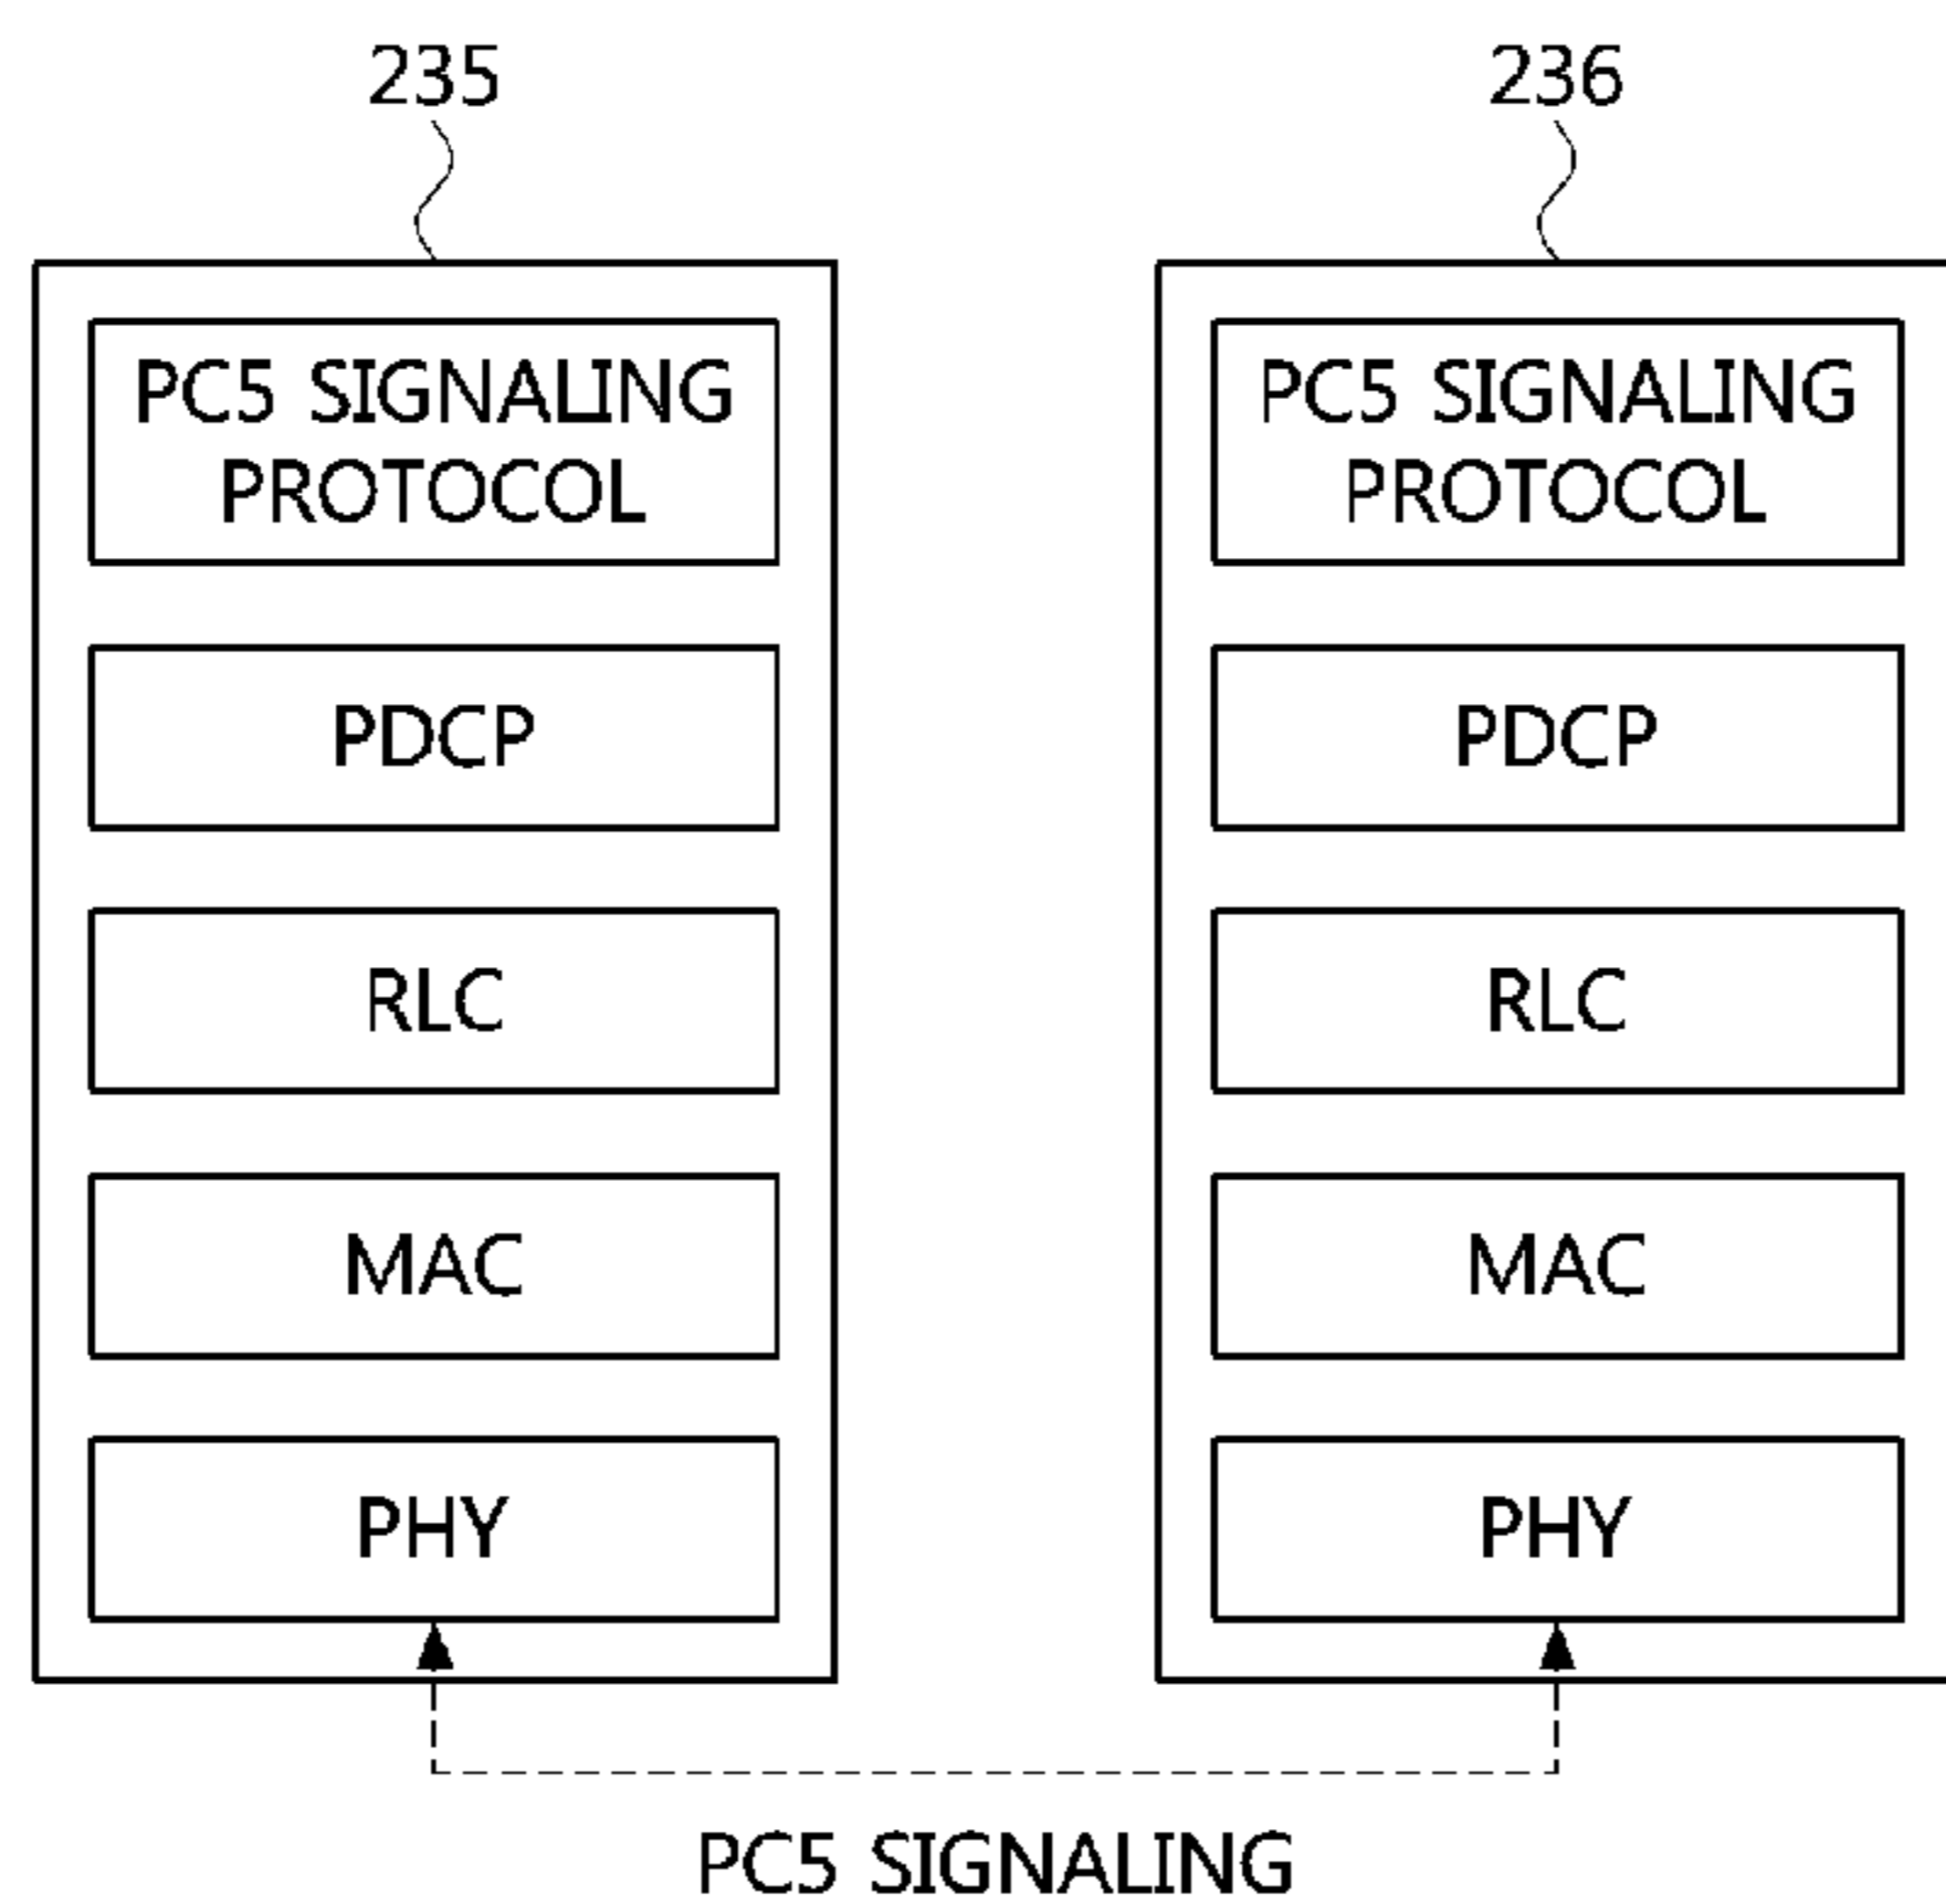 235
236
PC5 SIGNALING
PROTOCOL
PDCP
RLC
MAC
PHY
PC5 SIGNALING
PROTOCOL
PDCP
RLC
MAC
PHY
PC5 SIGNALING